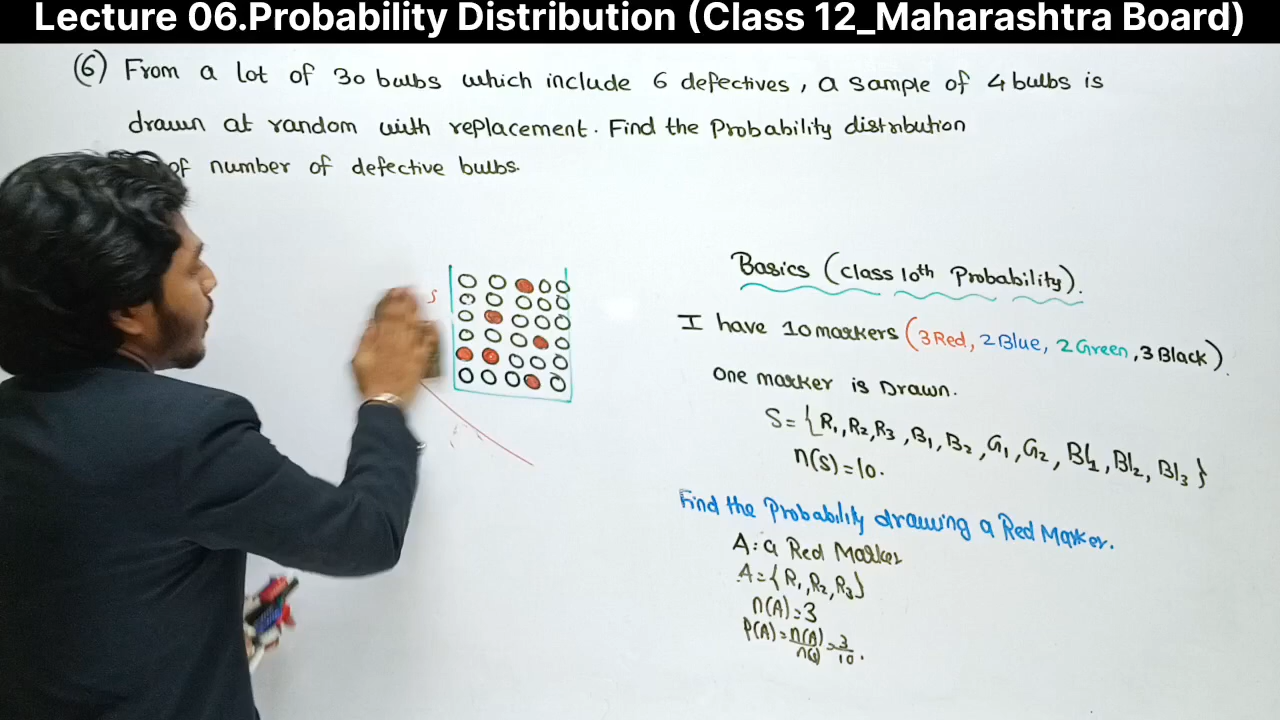 Lecture 06.Probability Distribution (Class 12_Maharashtra Board)
(6) From a lot of 30 bulbs which include 6 defectives, a sample of 4 bulbs is
drawn at random with replacement. Find the Probability distribution
of number of defective bulbs.
Basics (class 10th Probability).
I have 10 markers (3 Red, 2 Blue, 2 Green, 3 Black).
One marker is Drawn.
S={R1, R2, R3, B1, B2, G1, G2, Bl1, Bl2, Bl3}
n(S)=10.
Find the Probability drawing a Red Marker.
A: a Red Marker
A={R1, R2, R3}
n(A)=3
P(A)=n(A)/n(S)=3/10.